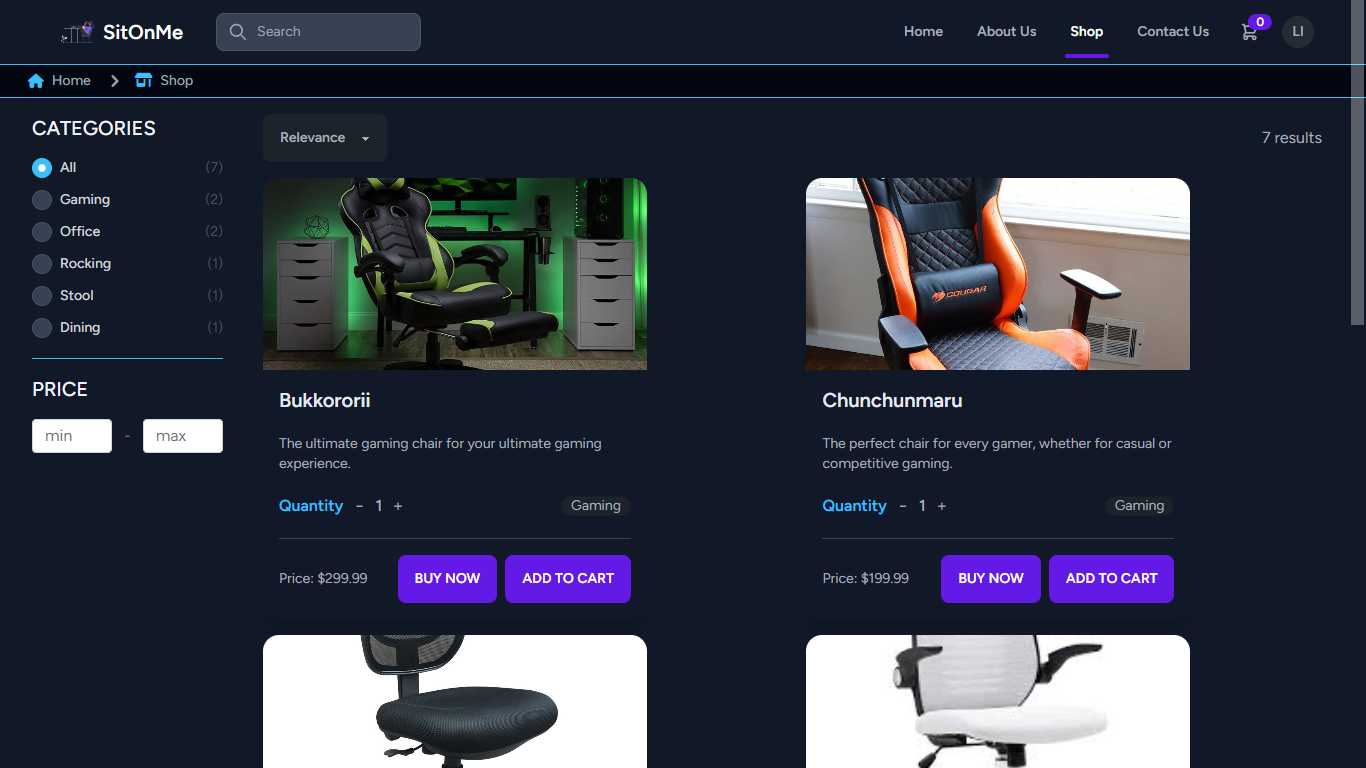 SitOnMe
Search
Home
About Us
Shop
Contact Us
0
LI
Home
Shop
CATEGORIES
All (7)
Gaming (2)
Office (2)
Rocking (1)
Stool (1)
Dining (1)
PRICE
min - max
Relevance
7 results
Bukkororii
The ultimate gaming chair for your ultimate gaming
experience.
Quantity - 1 +
Gaming
Price: $299.99
BUY NOW
ADD TO CART
COUGAR
Chunchunmaru
The perfect chair for every gamer, whether for casual or
competitive gaming.
Quantity - 1 +
Gaming
Price: $199.99
BUY NOW
ADD TO CART